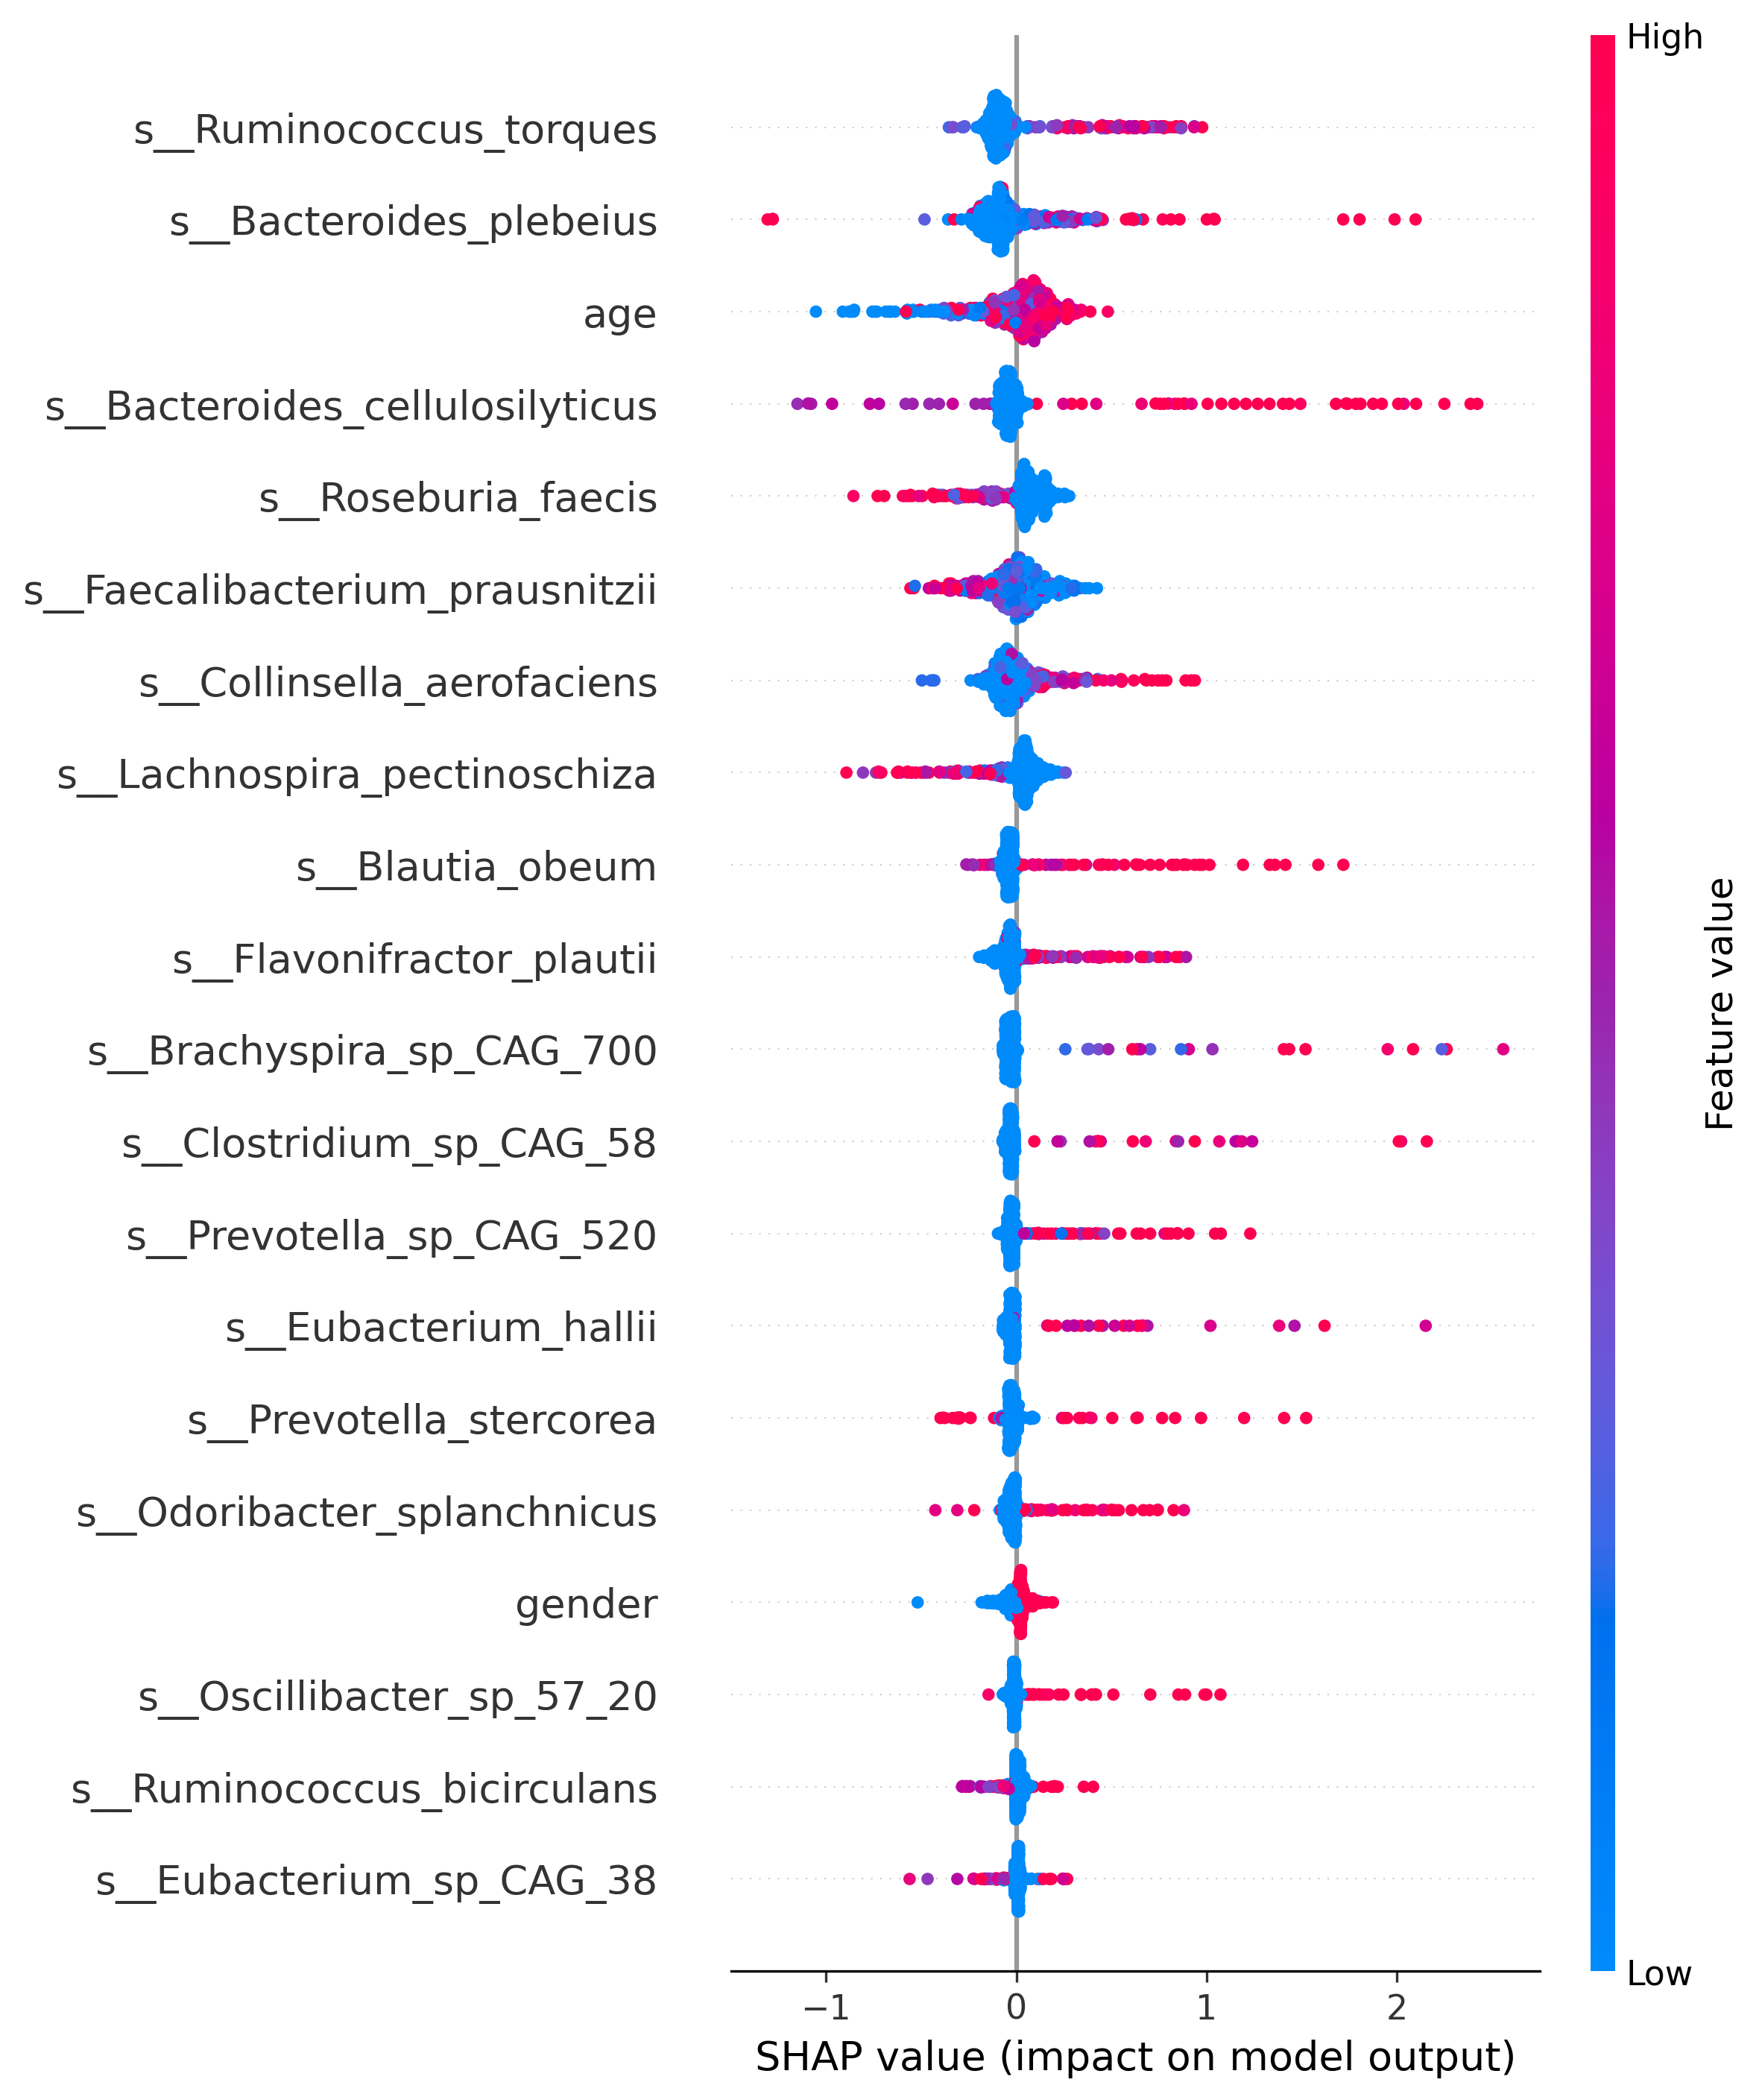 High
s__Ruminococcus_torques
s__Bacteroides_plebeius
age
s__Bacteroides_cellulosilyticus
s__Roseburia_faecis
s__Faecalibacterium_prausnitzii
s__Collinsella_aerofaciens
s__Lachnospira_pectinoschiza
s__Blautia_obeum
s__Flavonifractor_plautii
s__Brachyspira_sp_CAG_700
s__Clostridium_sp_CAG_58
s__Prevotella_sp_CAG_520
s__Eubacterium_hallii
s__Prevotella_stercorea
s__Odoribacter_splanchnicus
gender
s__Oscillibacter_sp_57_20
s__Ruminococcus_bicirculans
s__Eubacterium_sp_CAG_38
Feature value
Low
−1 0 1 2
SHAP value (impact on model output)